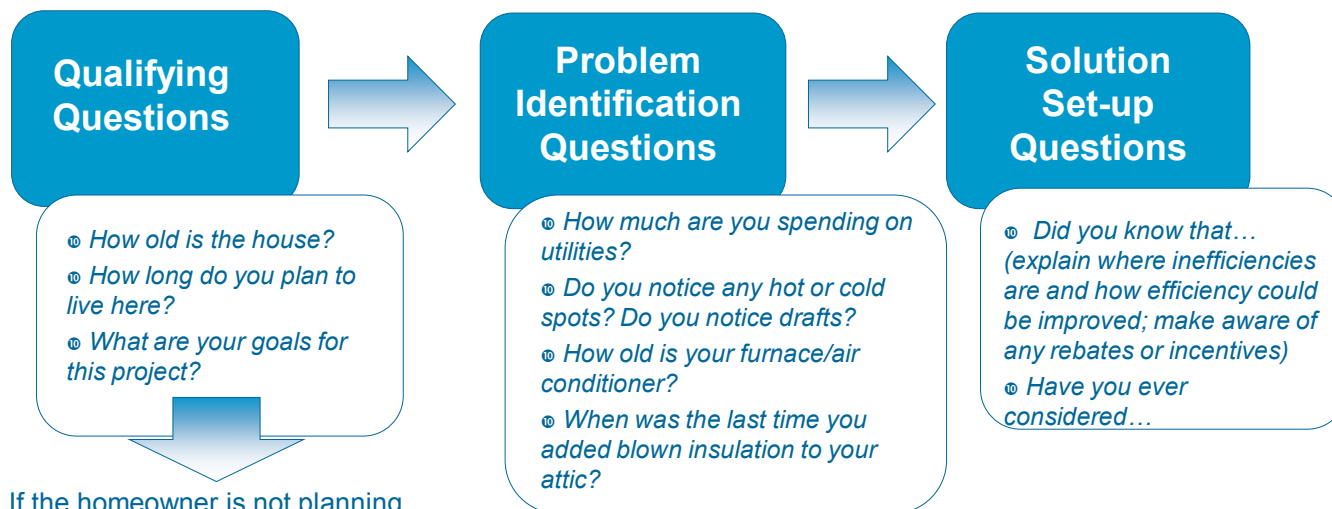 Qualifying
Questions
⓾ How old is the house?
⓾ How long do you plan to
live here?
⓾ What are your goals for
this project?
If the homeowner is not planning
Problem
Identification
Questions
⓾ How much are you spending on
utilities?
⓾ Do you notice any hot or cold
spots? Do you notice drafts?
⓾ How old is your furnace/air
conditioner?
⓾ When was the last time you
added blown insulation to your
attic?
Solution
Set-up
Questions
⓾ Did you know that…
(explain where inefficiencies
are and how efficiency could
be improved; make aware of
any rebates or incentives)
⓾ Have you ever
considered…